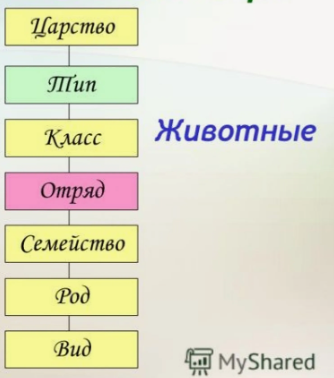 Царство
Тип
Класс
Животные
Отряд
Семейство
Род
Вид
MyShared